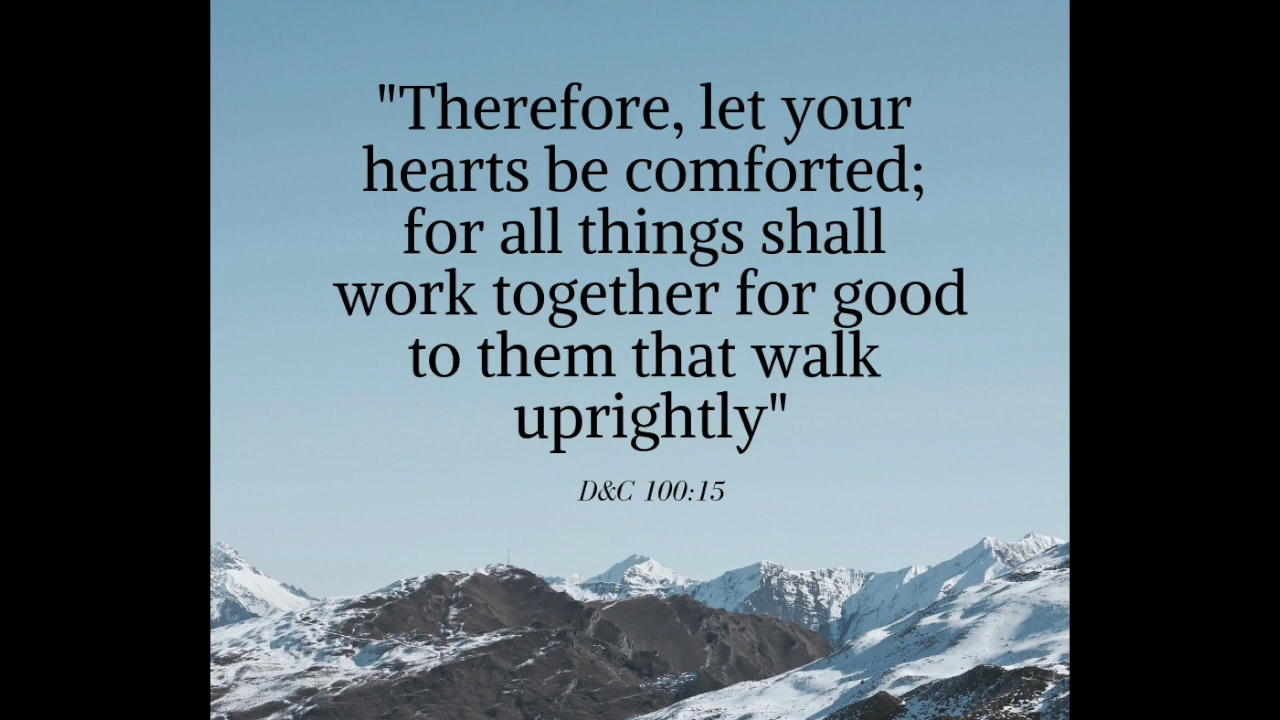 "Therefore, let your
hearts be comforted;
for all things shall
work together for good
to them that walk
uprightly"
D&C 100:15